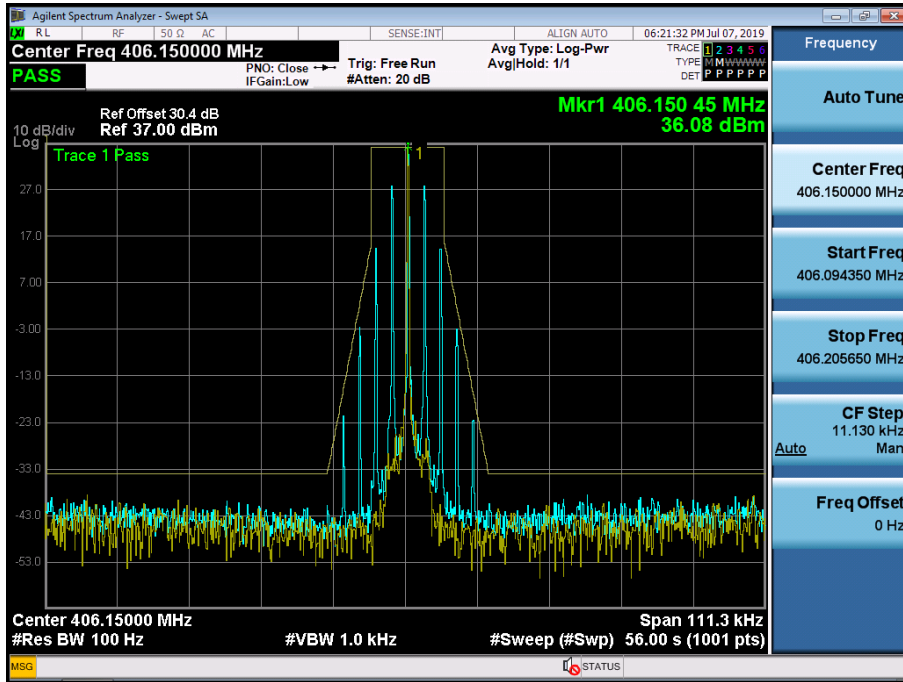 Agilent Spectrum Analyzer - Swept SA
LXI RL RF 50 Ω AC SENSE:INT ALIGN AUTO 06:21:32 PM Jul 07, 2019
Center Freq 406.150000 MHz
PASS
PNO: Close
IFGain:Low
Trig: Free Run
#Atten: 20 dB
Avg Type: Log-Pwr
Avg|Hold: 1/1
TRACE 1 2 3 4 5 6
TYPE M M W W W W
DET P P P P P P
Ref Offset 30.4 dB
10 dB/div Ref 37.00 dBm
Log
Mkr1 406.150 45 MHz
36.08 dBm
Trace 1 Pass
1
27.0
17.0
7.00
-3.00
-13.0
-23.0
-33.0
-43.0
-53.0
Center 406.15000 MHz Span 111.3 kHz
#Res BW 100 Hz #VBW 1.0 kHz #Sweep (#Swp) 56.00 s (1001 pts)
MSG STATUS
Frequency
Auto Tune
Center Freq
406.150000 MHz
Start Freq
406.094350 MHz
Stop Freq
406.205650 MHz
CF Step
11.130 kHz
Auto Man
Freq Offset
0 Hz